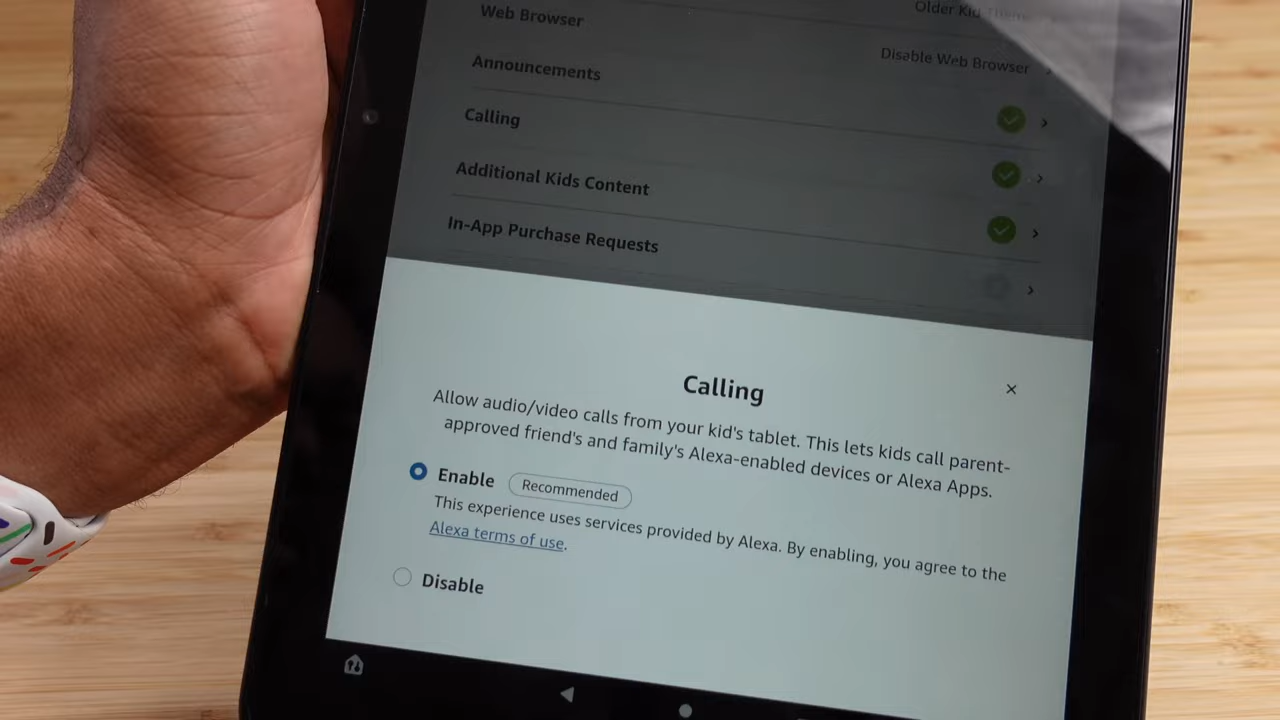 Older Kid Theme
Web Browser
Disable Web Browser
Announcements
Calling
Additional Kids Content
In-App Purchase Requests
Calling
Allow audio/video calls from your kid's tablet. This lets kids call parent-
approved friend's and family's Alexa-enabled devices or Alexa Apps.
Enable Recommended
This experience uses services provided by Alexa. By enabling, you agree to the
Alexa terms of use.
Disable